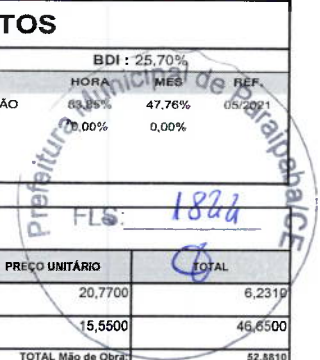 TOS
BDI : 25,70%
HORA MES REF.
ÃO 83,85% 47,76% 05/2021
0,00% 0,00%
Prefeitura Municipal de Paraipaba/CE
FLS: 1822
PREÇO UNITÁRIO TOTAL
20,7700 6,2310
15,5500 46,6500
TOTAL Mão de Obra: 52,8810